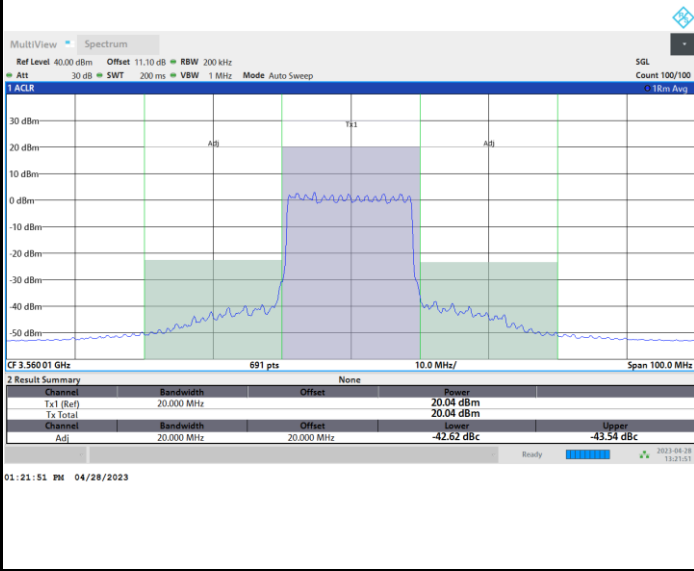 MultiView Spectrum
Ref Level 40.00 dBm Offset 11.10 dB RBW 200 kHz SGL
Att 30 dB SWT 200 ms VBW 1 MHz Mode Auto Sweep Count 100/100
1 ACLR 1Rm Avg
30 dBm
Tx1
20 dBm Adj Adj
10 dBm
0 dBm
-10 dBm
-20 dBm
-30 dBm
-40 dBm
-50 dBm
CF 3.560 01 GHz 691 pts 10.0 MHz/ Span 100.0 MHz
2 Result Summary None
Channel Bandwidth Offset Power
Tx1 (Ref) 20.000 MHz 20.04 dBm
Tx Total 20.04 dBm
Channel Bandwidth Offset Lower Upper
Adj 20.000 MHz 20.000 MHz -42.62 dBc -43.54 dBc
Ready 2023-04-28
13:21:51
01:21:51 PM 04/28/2023